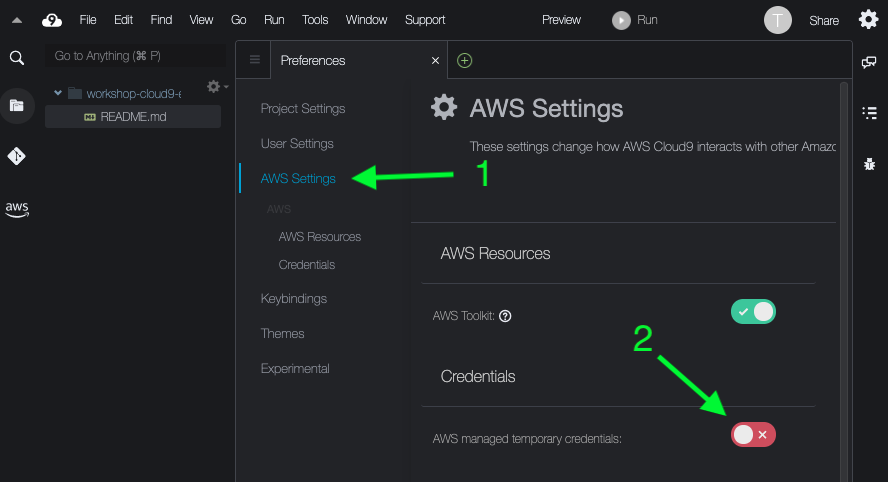 File Edit Find View Go Run Tools Window Support Preview Run T Share
Go to Anything (⌘ P)
Preferences
workshop-cloud9-e
README.md
aws
Project Settings
User Settings
AWS Settings
AWS
AWS Resources
Credentials
Keybindings
Themes
Experimental
1
AWS Settings
These settings change how AWS Cloud9 interacts with other Amazo
AWS Resources
AWS Toolkit:
2
Credentials
AWS managed temporary credentials: